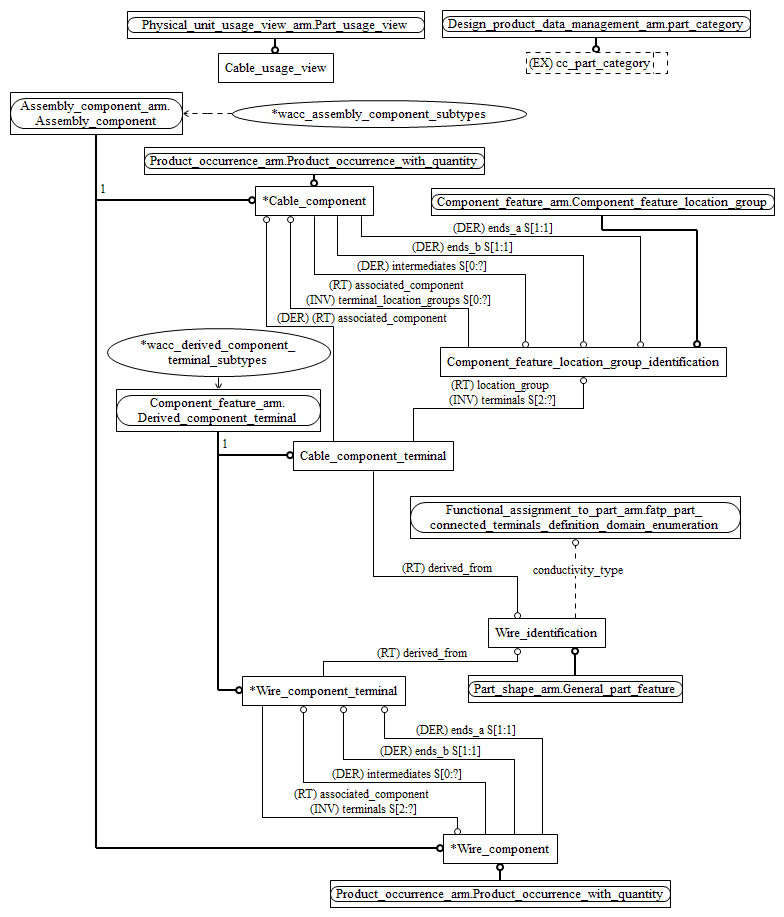 Physical_unit_usage_view_arm.Part_usage_view
Design_product_data_management_arm.part_category
Cable_usage_view
(EX) cc_part_category
Assembly_component_arm.
Assembly_component
*wacc_assembly_component_subtypes
Product_occurrence_arm.Product_occurrence_with_quantity
1
*Cable_component
Component_feature_arm.Component_feature_location_group
(DER) ends_a S[1:1]
(DER) ends_b S[1:1]
(DER) intermediates S[0:?]
(RT) associated_component
(INV) terminal_location_groups S[0:?]
(DER) (RT) associated_component
*wacc_derived_component_
terminal_subtypes
Component_feature_location_group_identification
(RT) location_group
(INV) terminals S[2:?]
Component_feature_arm.
Derived_component_terminal
1
Cable_component_terminal
Functional_assignment_to_part_arm.fatp_part_
connected_terminals_definition_domain_enumeration
(RT) derived_from
conductivity_type
Wire_identification
(RT) derived_from
*Wire_component_terminal
Part_shape_arm.General_part_feature
(DER) ends_a S[1:1]
(DER) ends_b S[1:1]
(DER) intermediates S[0:?]
(RT) associated_component
(INV) terminals S[2:?]
*Wire_component
Product_occurrence_arm.Product_occurrence_with_quantity